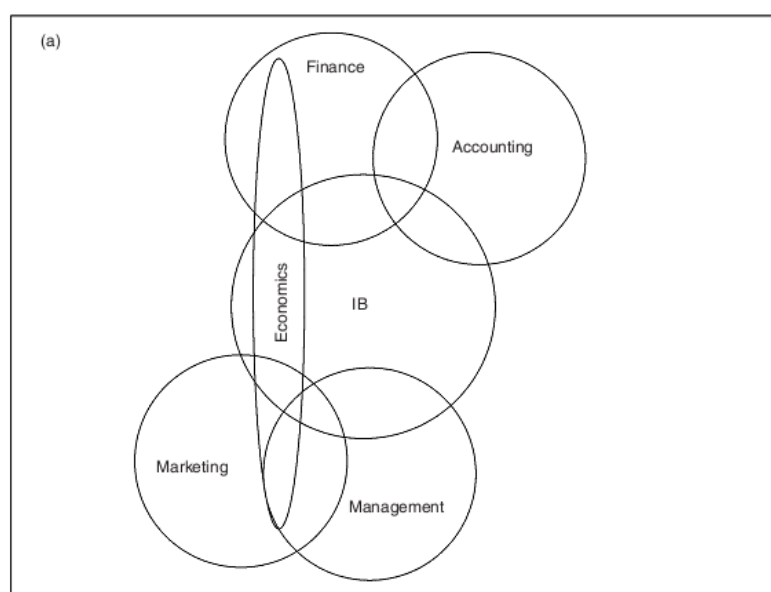 (a)
Finance
Accounting
Economics
IB
Marketing
Management